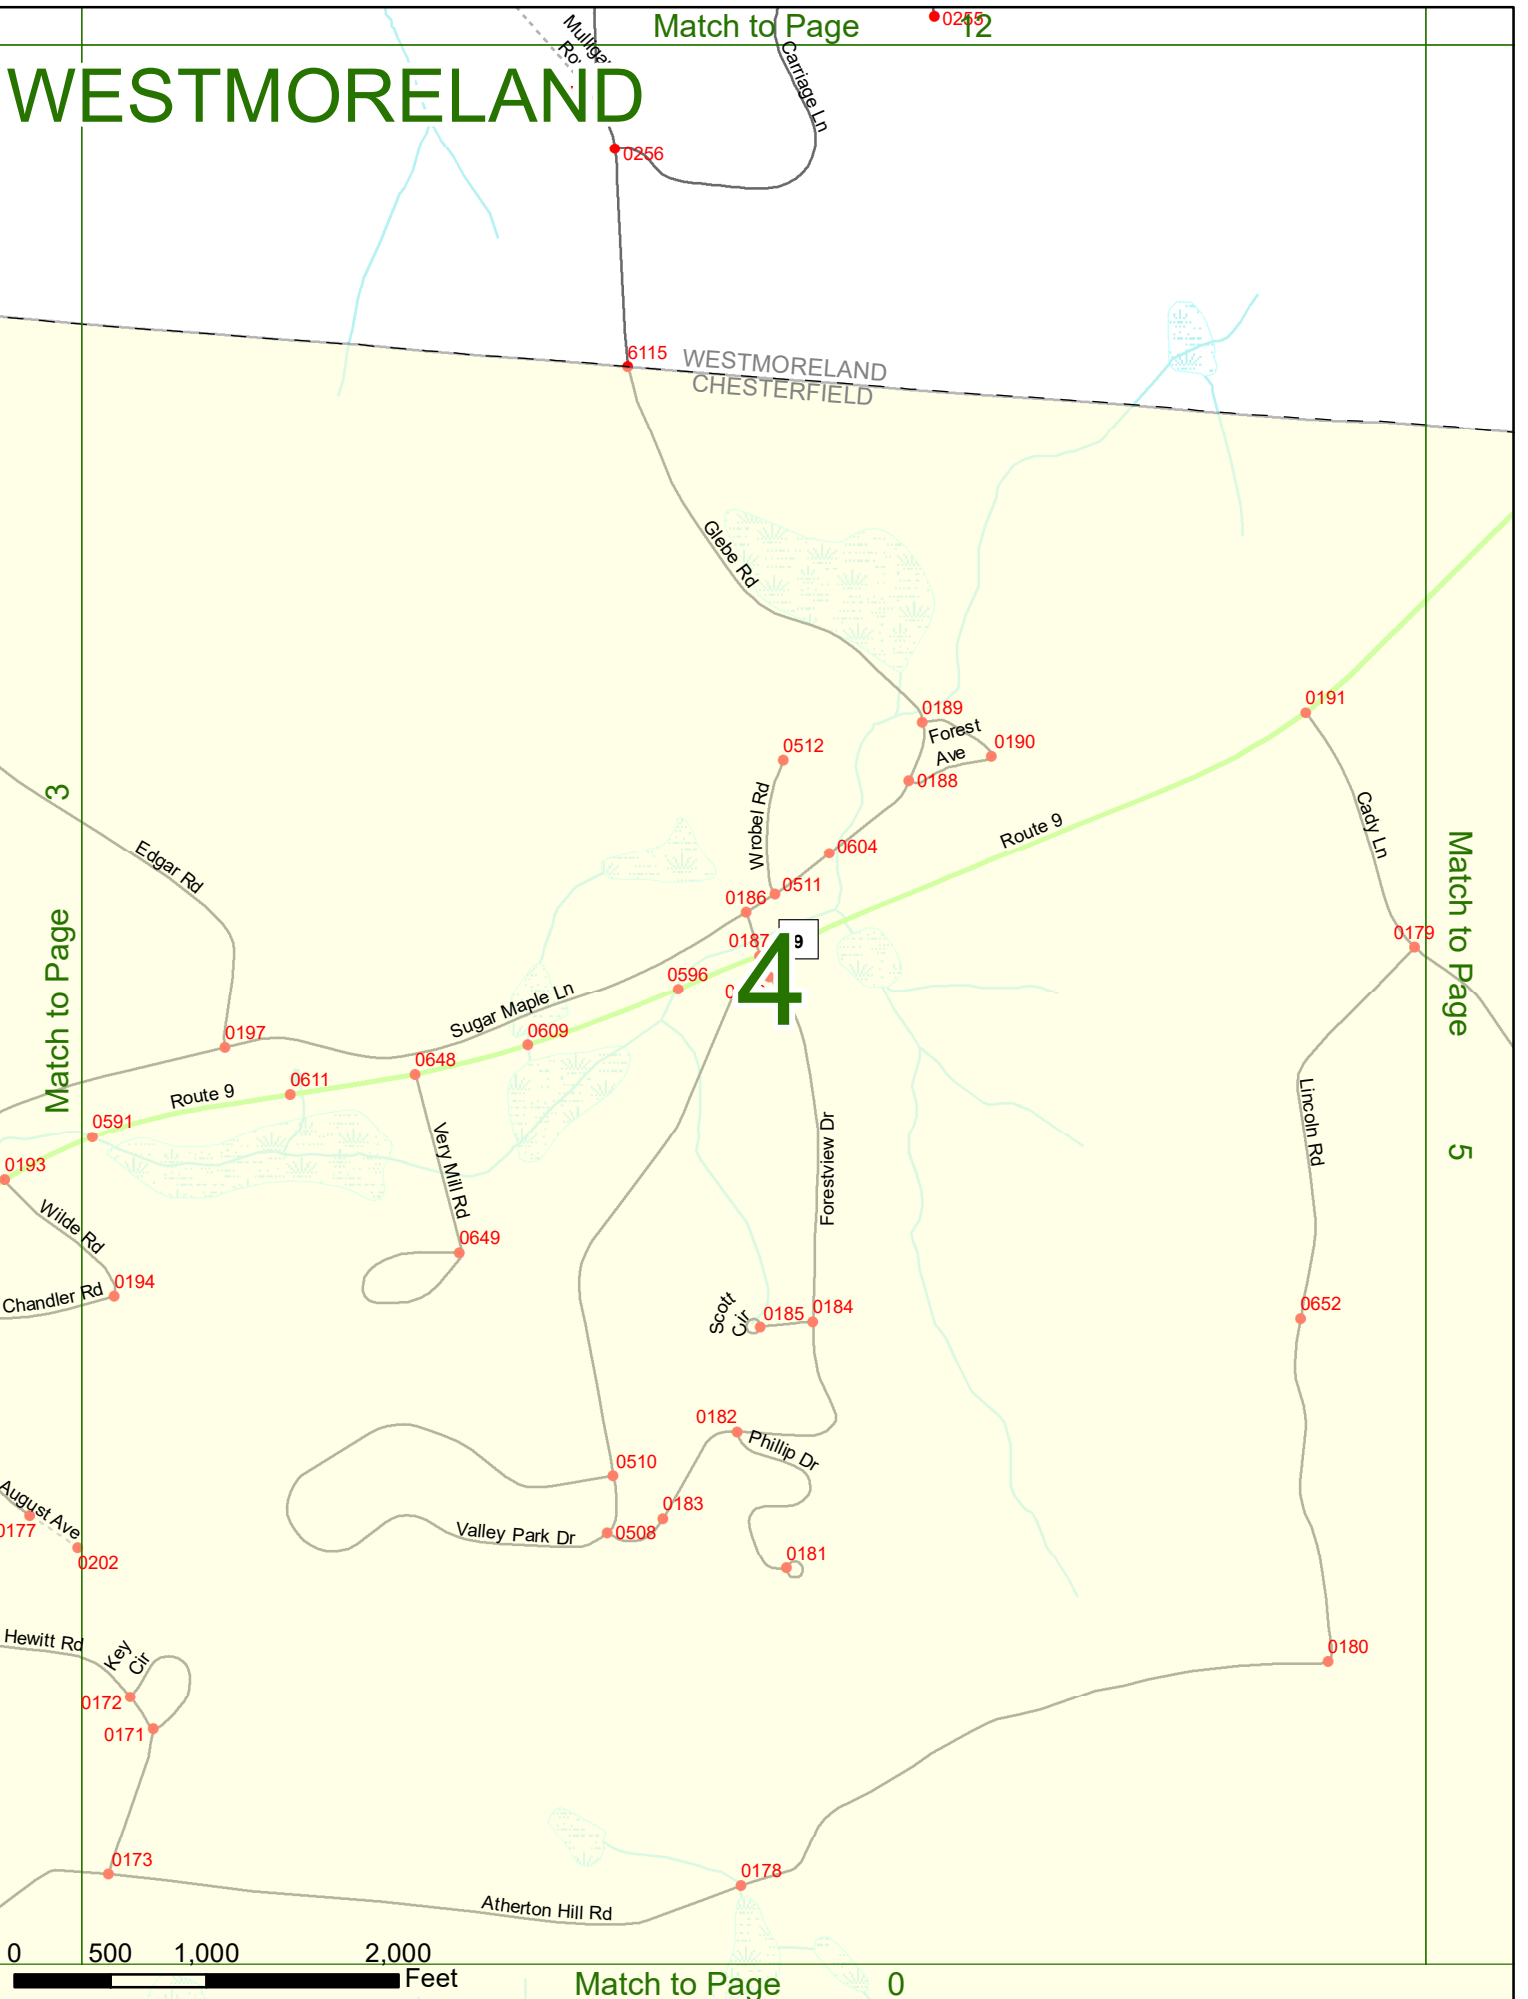 Match to Page 12
0255
Mulliga
Ro
Carriage Ln
WESTMORELAND
0256
6115
WESTMORELAND
CHESTERFIELD
Glebe Rd
0189
Forest
Ave
0190
0188
0191
0512
Wrobel Rd
0604
Route 9
Cady Ln
3
Match to Page
Edgar Rd
0511
0186
0187
9
4
0179
Match to Page
5
0596
Sugar Maple Ln
0609
0197
0648
0611
Route 9
0591
0193
Very Mill Rd
Forestview Dr
Lincoln Rd
Wilde Rd
0649
0194
Chandler Rd
Scott
Cir
0185
0184
0652
0182
Phillip Dr
0510
0183
August Ave
0177
Valley Park Dr
0508
0202
0181
Hewitt Rd
Key
Cir
0180
0172
0171
0173
0178
Atherton Hill Rd
0 500 1,000 2,000
Feet
Match to Page 0